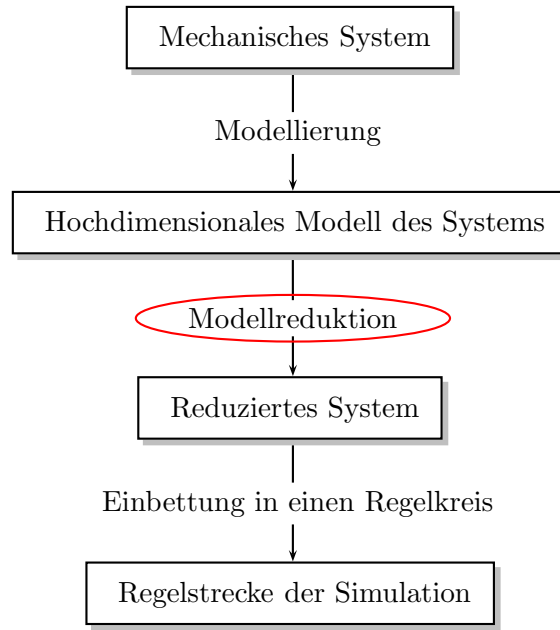 Mechanisches System
Modellierung
Hochdimensionales Modell des Systems
Modellreduktion
Reduziertes System
Einbettung in einen Regelkreis
Regelstrecke der Simulation